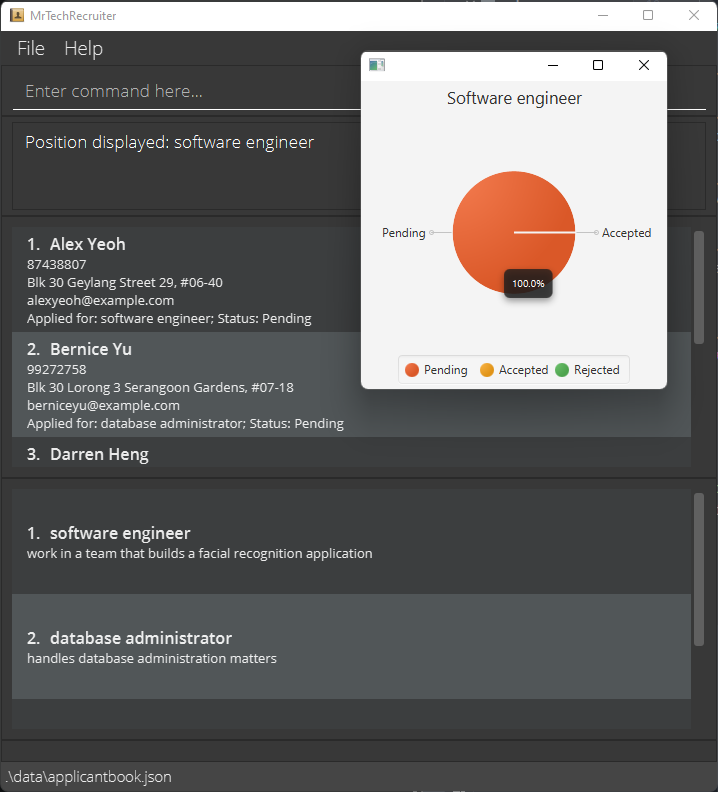 MrTechRecruiter
File Help
Enter command here...
Position displayed: software engineer
1. Alex Yeoh
87438807
Blk 30 Geylang Street 29, #06-40
alexyeoh@example.com
Applied for: software engineer; Status: Pending
2. Bernice Yu
99272758
Blk 30 Lorong 3 Serangoon Gardens, #07-18
berniceyu@example.com
Applied for: database administrator; Status: Pending
3. Darren Heng
Software engineer
Pending
Accepted
100.0%
Pending Accepted Rejected
1. software engineer
work in a team that builds a facial recognition application
2. database administrator
handles database administration matters
.\data\applicantbook.json